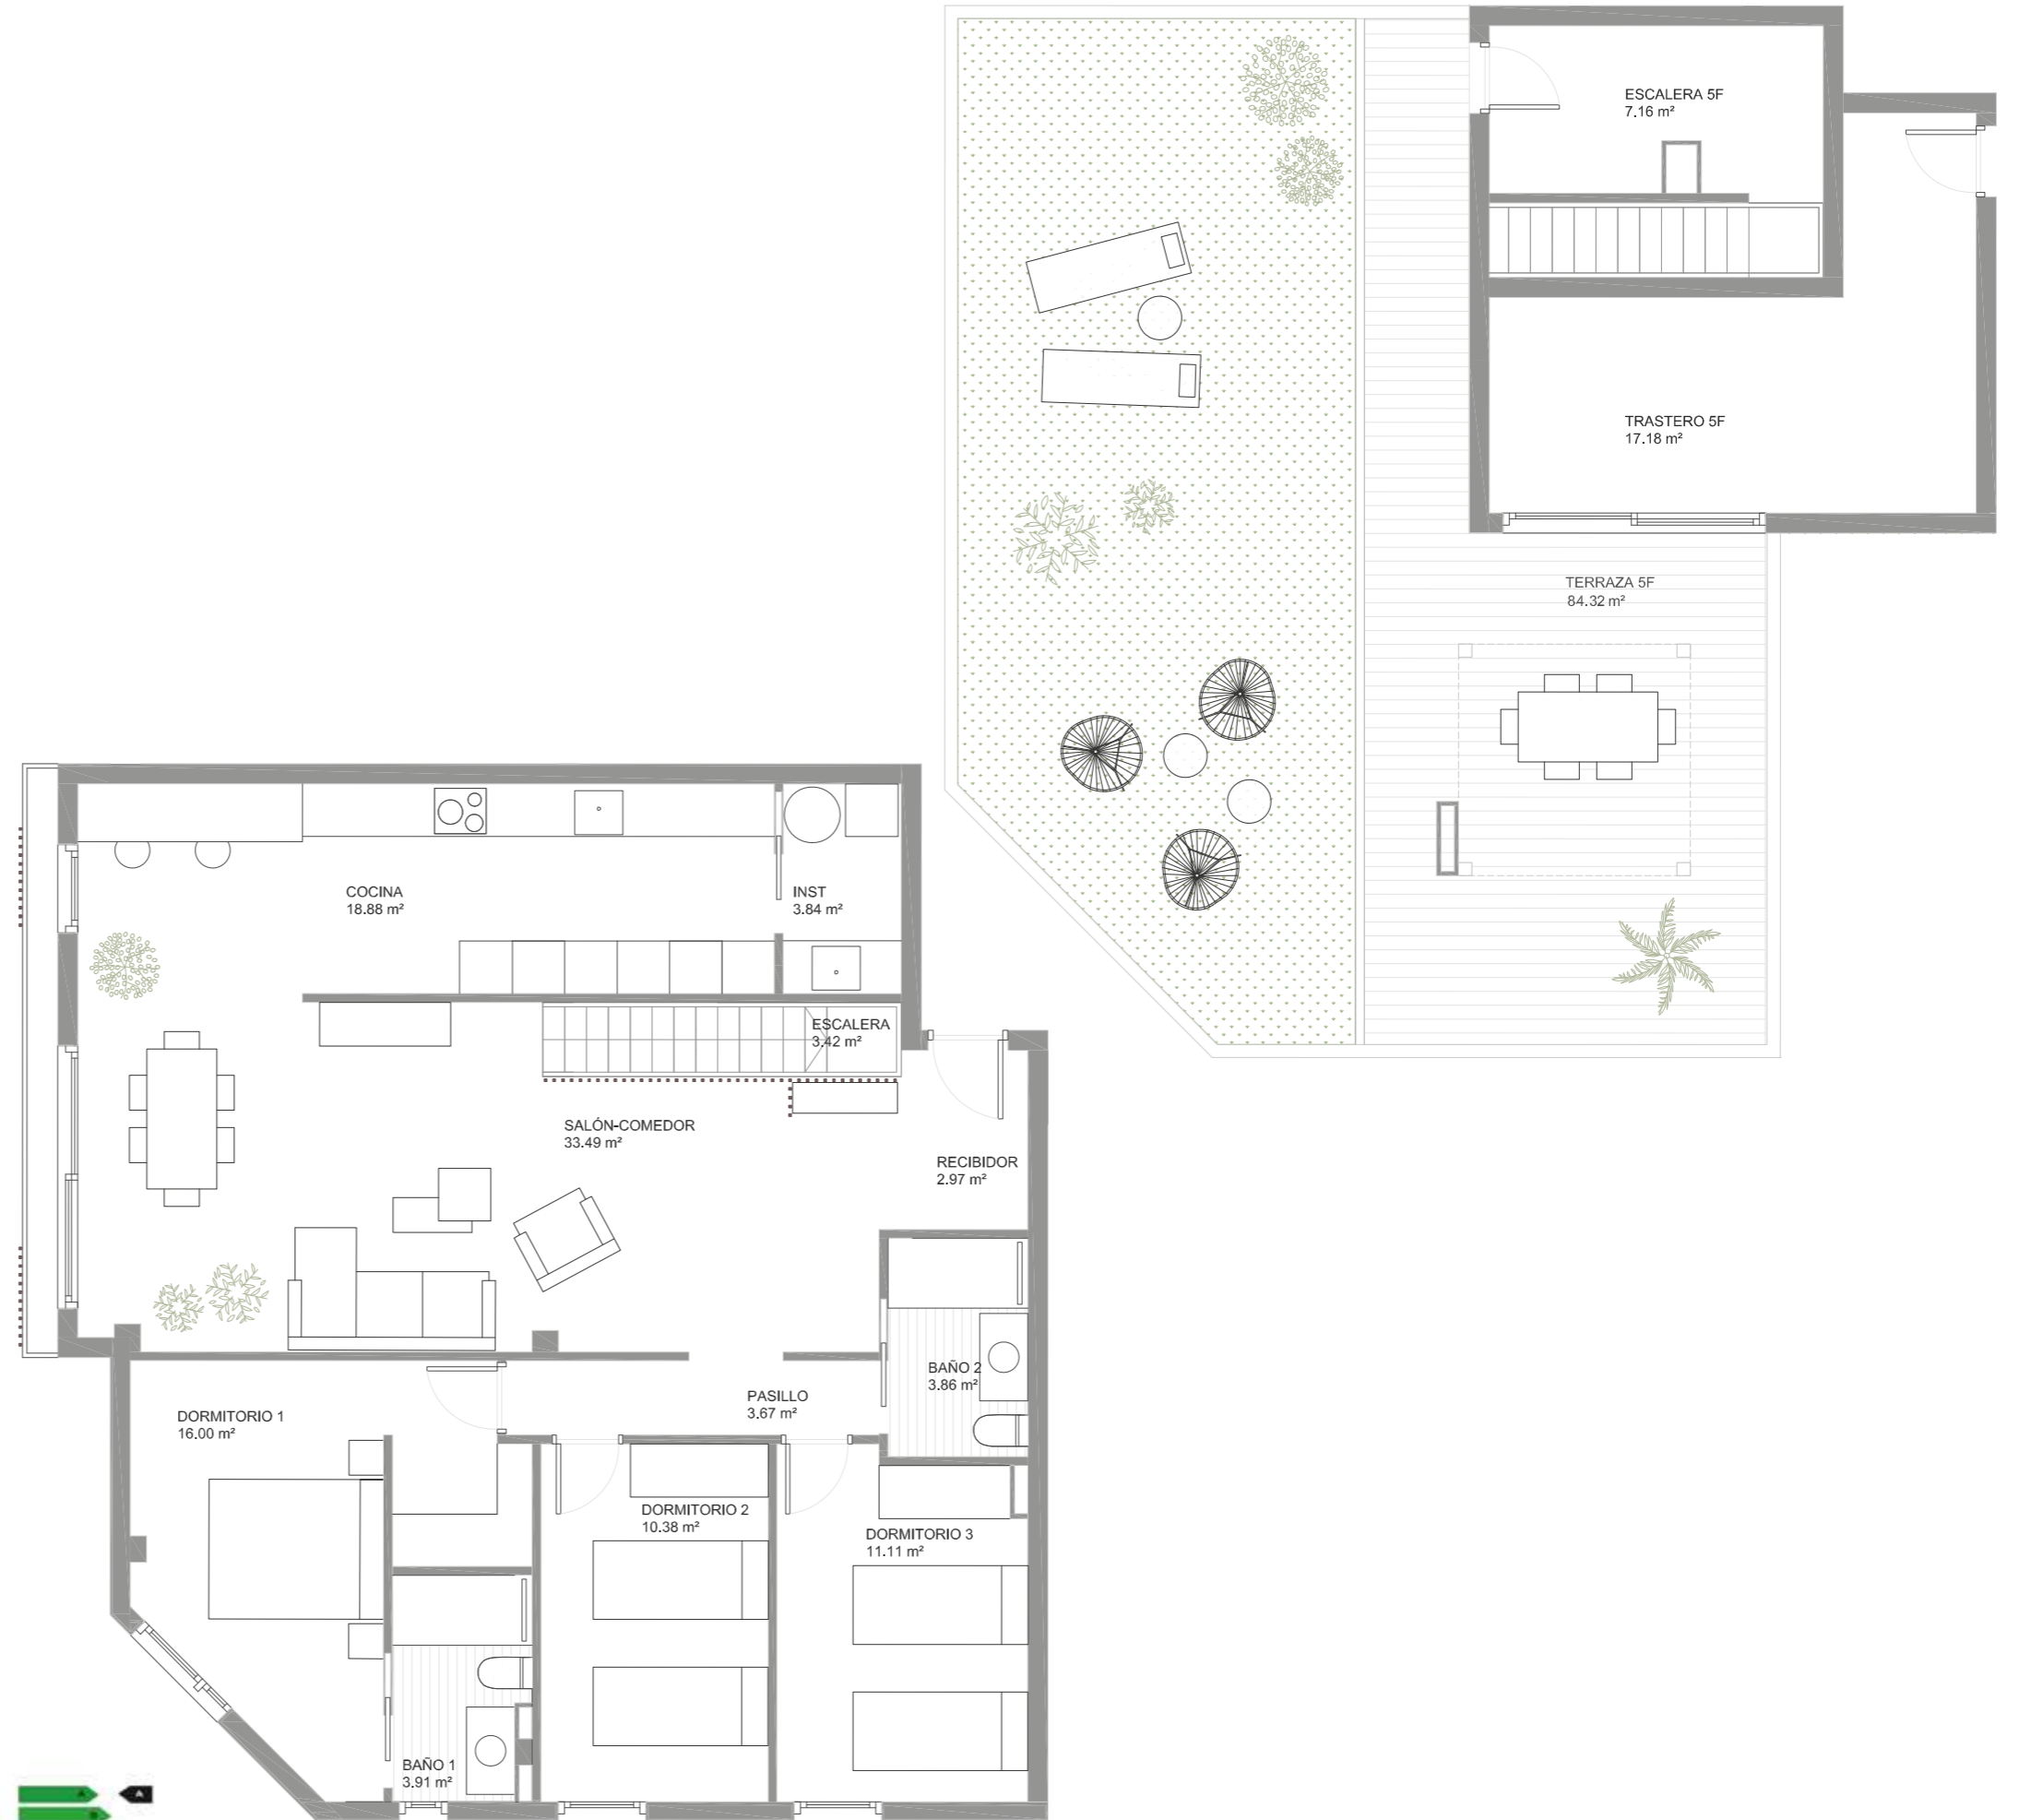 ESCALERA 5F
7.16 m²
TRASTERO 5F
17.18 m²
TERRAZA 5F
84.32 m²
COCINA
18.88 m²
INST
3.84 m²
ESCALERA
3.42 m²
SALÓN-COMEDOR
33.49 m²
RECIBIDOR
2.97 m²
BAÑO 2
3.86 m²
PASILLO
3.67 m²
DORMITORIO 1
16.00 m²
DORMITORIO 2
10.38 m²
DORMITORIO 3
11.11 m²
BAÑO 1
3.91 m²
A
A